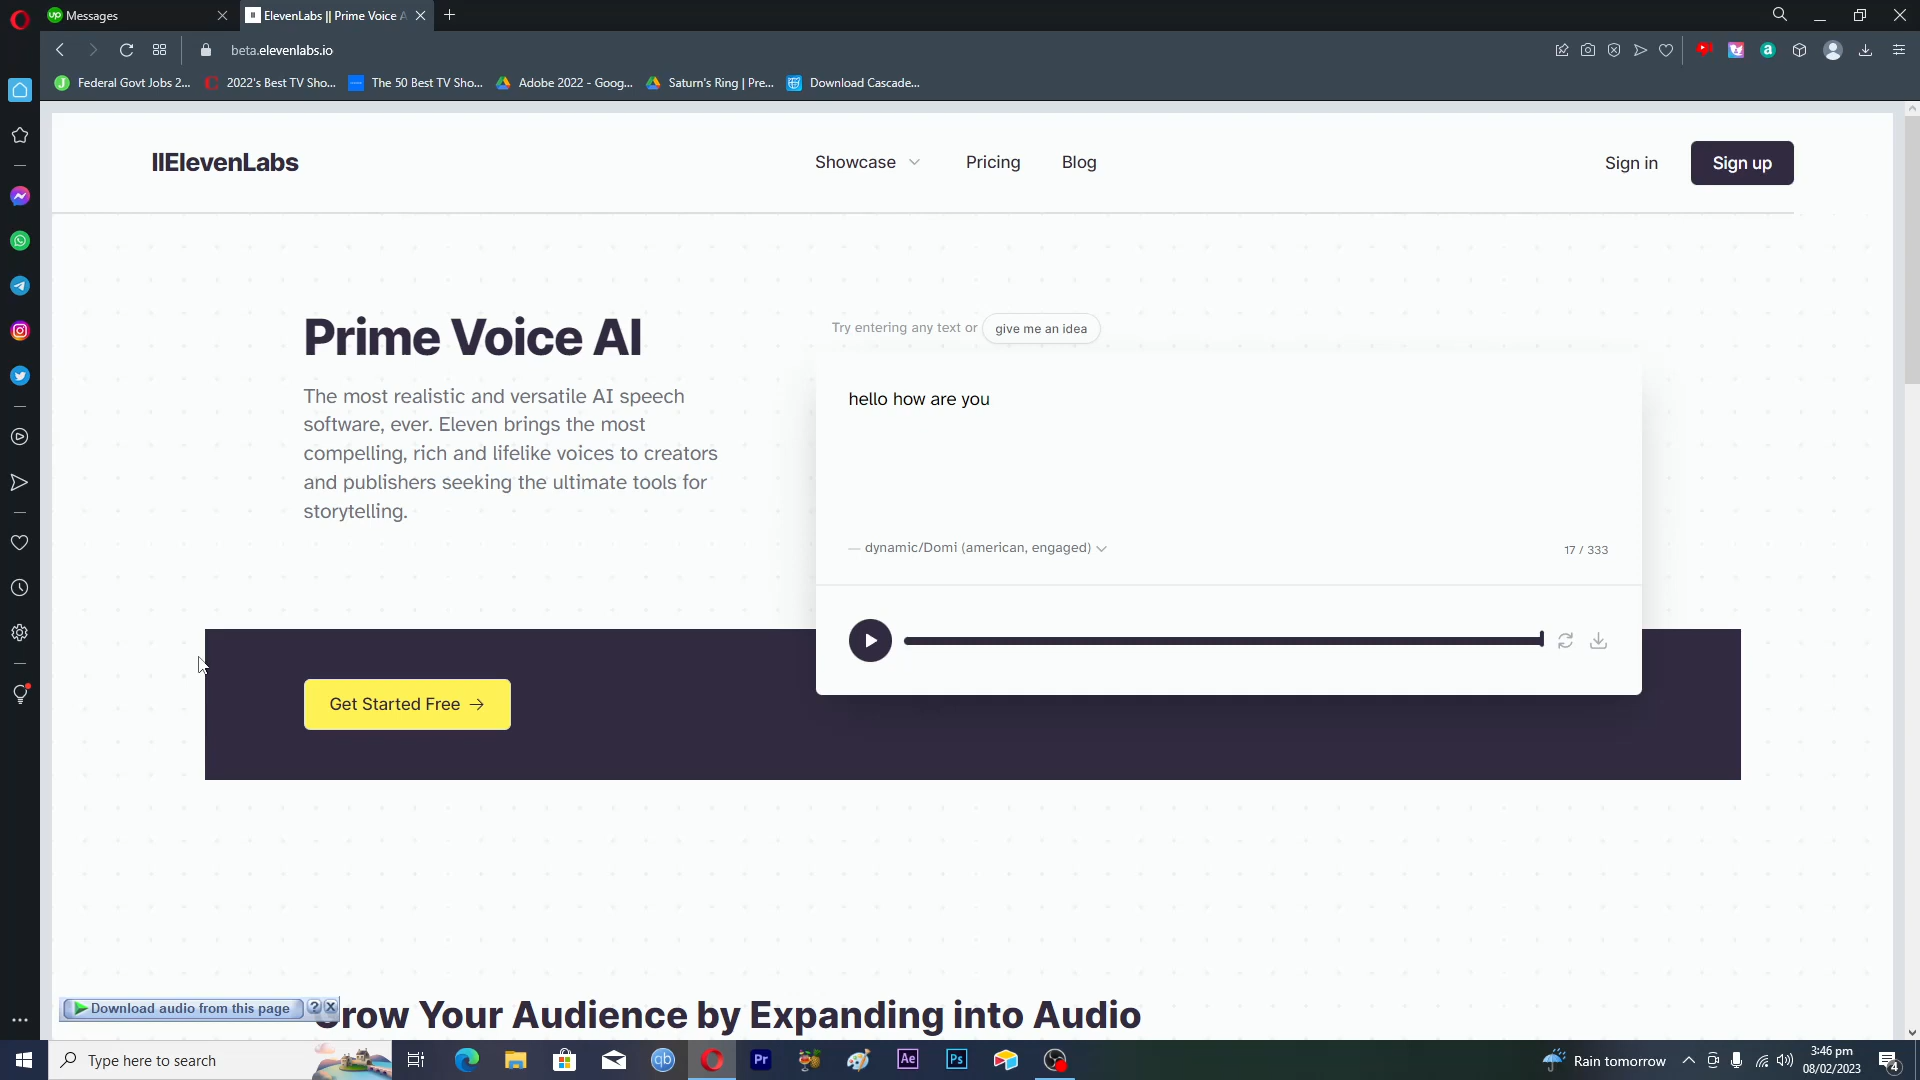 Messages
ElevenLabs || Prime Voice A
beta.elevenlabs.io
Federal Govt Jobs 2...
2022's Best TV Sho...
The 50 Best TV Sho...
Adobe 2022 - Goog...
Saturn's Ring | Pre...
Download Cascade...
IIElevenLabs
Showcase
Pricing
Blog
Sign in
Sign up
Prime Voice AI
The most realistic and versatile AI speech
software, ever. Eleven brings the most
compelling, rich and lifelike voices to creators
and publishers seeking the ultimate tools for
storytelling.
Try entering any text or
give me an idea
hello how are you
— dynamic/Domi (american, engaged)
17 / 333
Get Started Free →
Download audio from this page
Grow Your Audience by Expanding into Audio
Type here to search
qb
Pr
Ae
Ps
Rain tomorrow
3:46 pm
08/02/2023
4